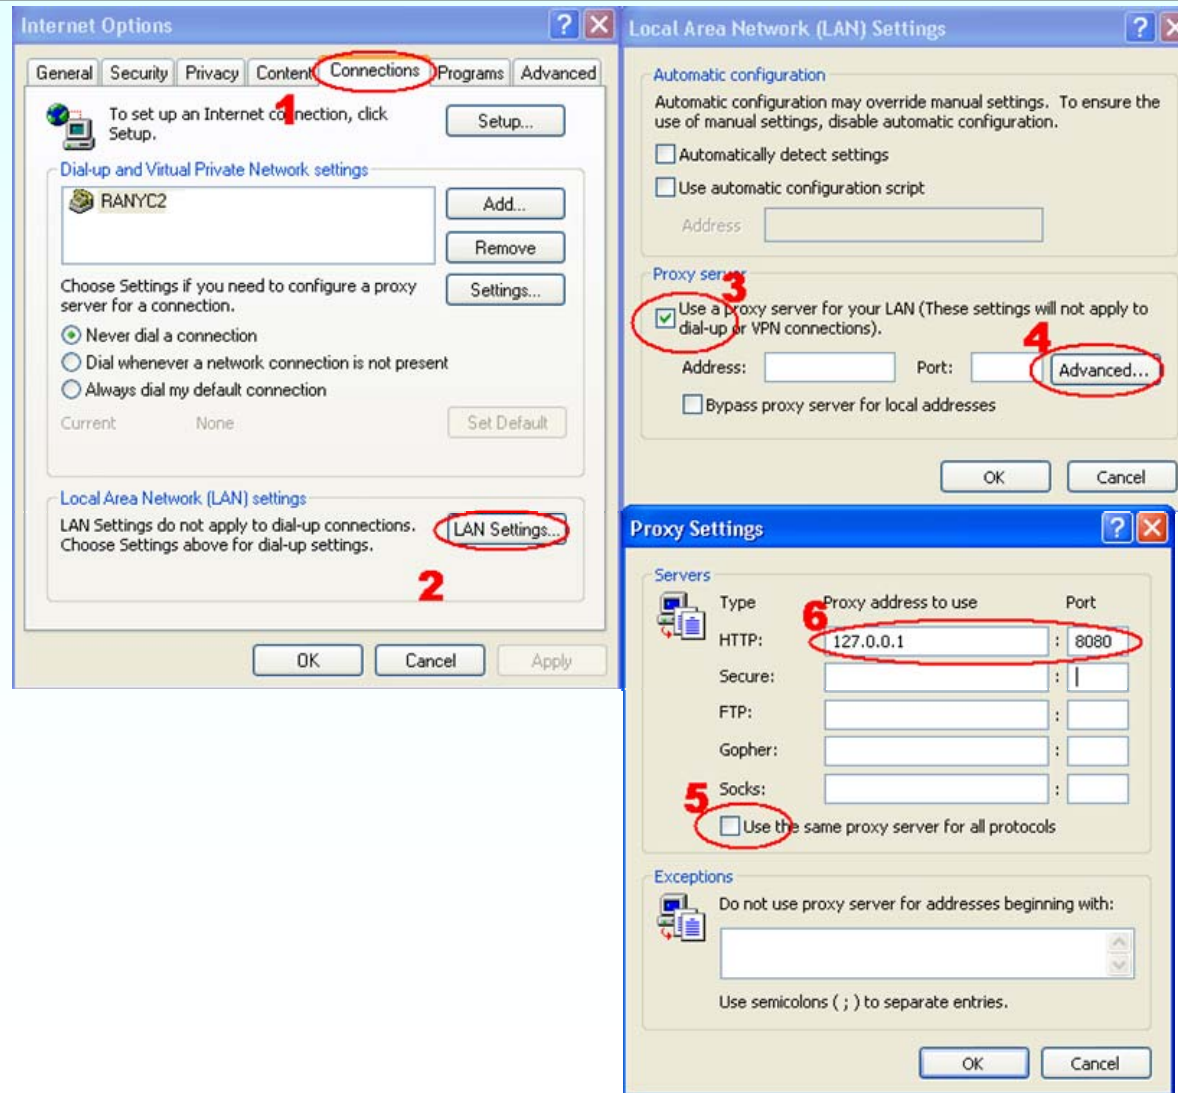 Internet Options
General Security Privacy Content Connections Programs Advanced
1
To set up an Internet connection, click
Setup.
Setup...
Dial-up and Virtual Private Network settings
RANYC2
Add...
Remove
Choose Settings if you need to configure a proxy
server for a connection.
Settings...
Never dial a connection
Dial whenever a network connection is not present
Always dial my default connection
Current None
Set Default
Local Area Network (LAN) settings
LAN Settings do not apply to dial-up connections.
Choose Settings above for dial-up settings.
LAN Settings...
2
OK Cancel Apply
Local Area Network (LAN) Settings
Automatic configuration
Automatic configuration may override manual settings. To ensure the
use of manual settings, disable automatic configuration.
Automatically detect settings
Use automatic configuration script
Address
Proxy server
3
Use a proxy server for your LAN (These settings will not apply to
dial-up or VPN connections).
4
Address: Port: Advanced...
Bypass proxy server for local addresses
OK Cancel
Proxy Settings
Servers
Type Proxy address to use Port
6
HTTP: 127.0.0.1 : 8080
Secure: :
FTP: :
Gopher: :
Socks: :
5
Use the same proxy server for all protocols
Exceptions
Do not use proxy server for addresses beginning with:
Use semicolons ( ; ) to separate entries.
OK Cancel